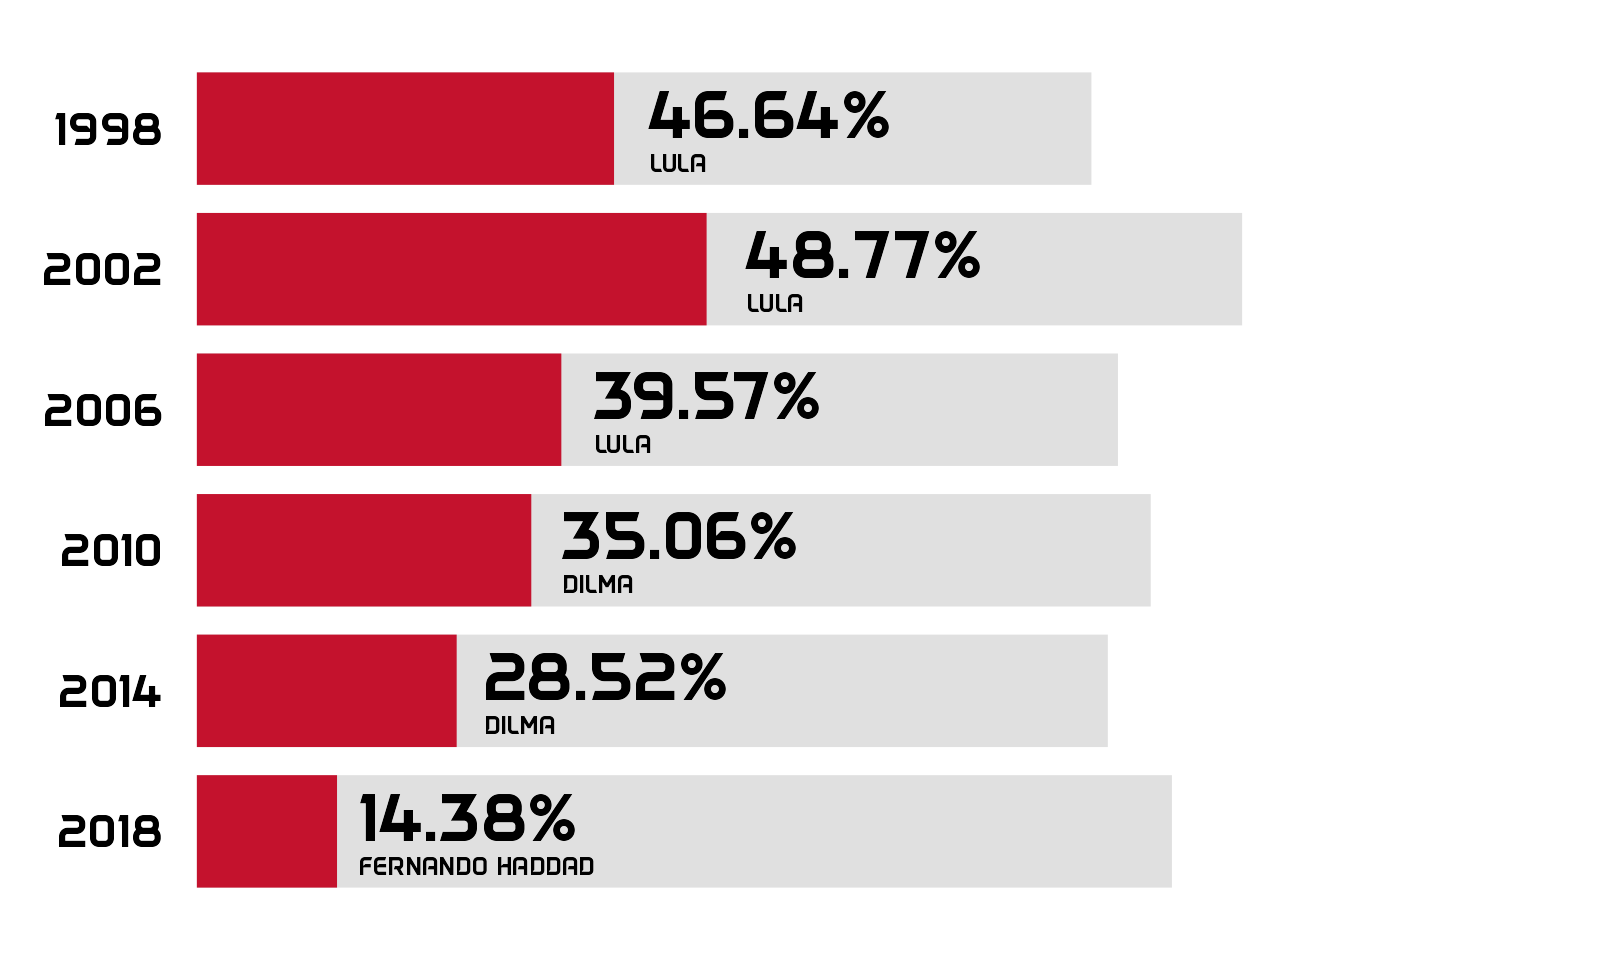 1998
46.64%
LULA
2002
48.77%
LULA
2006
39.57%
LULA
2010
35.06%
DILMA
2014
28.52%
DILMA
2018
14.38%
FERNANDO HADDAD